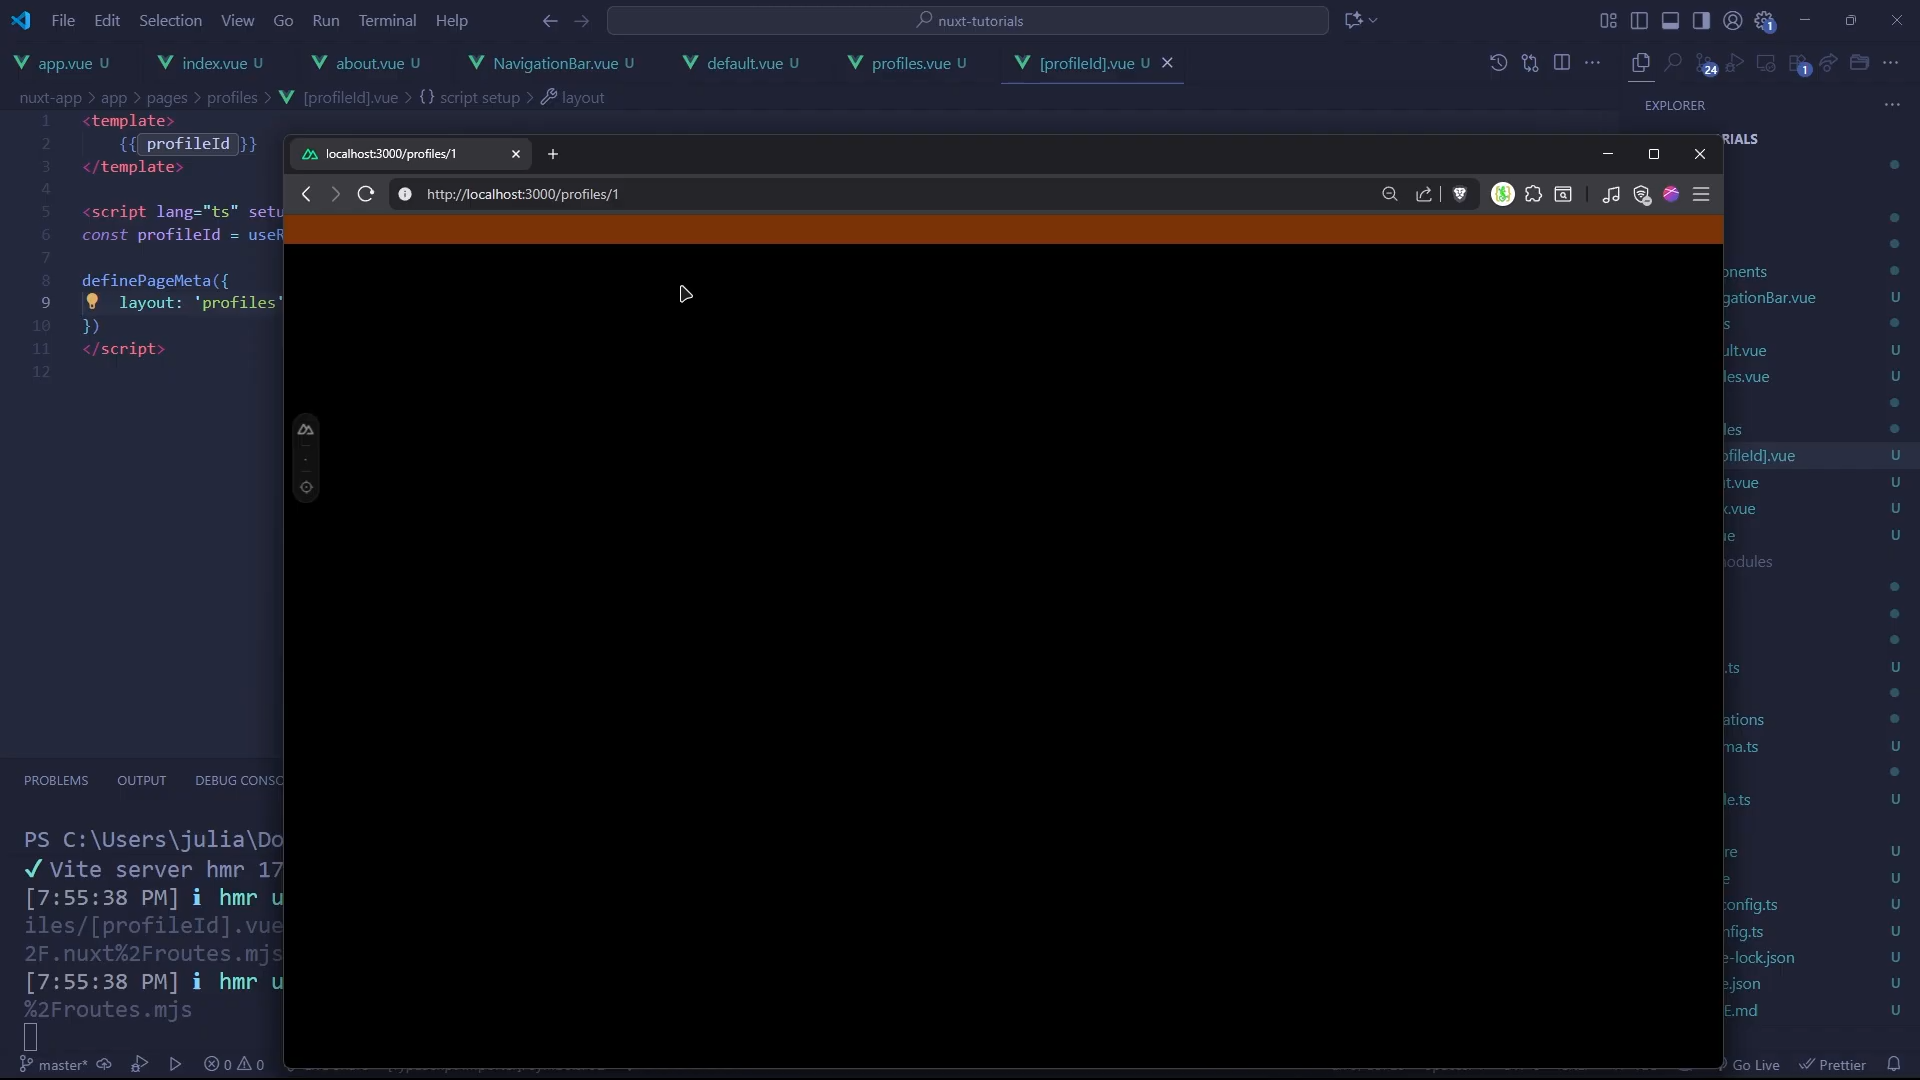 File Edit Selection View Go Run Terminal Help
nuxt-tutorials
1
app.vue U
index.vue U
about.vue U
NavigationBar.vue U
default.vue U
profiles.vue U
[profileId].vue U
24
1
nuxt-app > app > pages > profiles > [profileId].vue > {} script setup > layout
EXPLORER
RIALS
1 <template>
2 {{ profileId }}
3 </template>
4
5 <script lang="ts" setu
6 const profileId = useR
7
8 definePageMeta({
9 layout: 'profiles'
10 })
11 </script>
12
localhost:3000/profiles/1
http://localhost:3000/profiles/1
nents
gationBar.vue U
s
ult.vue U
les.vue U
les
ofileId].vue U
t.vue U
x.vue U
ue U
odules
.ts U
ations
ma.ts U
le.ts U
re U
e U
config.ts U
nfig.ts U
e-lock.json U
e.json U
E.md U
PROBLEMS OUTPUT DEBUG CONSO
PS C:\Users\julia\Do
✓ Vite server hmr 17
[7:55:38 PM] ℹ hmr u
iles/[profileId].vue
2F.nuxt%2Froutes.mjs
[7:55:38 PM] ℹ hmr u
%2Froutes.mjs
master* 0 0
Go Live Prettier